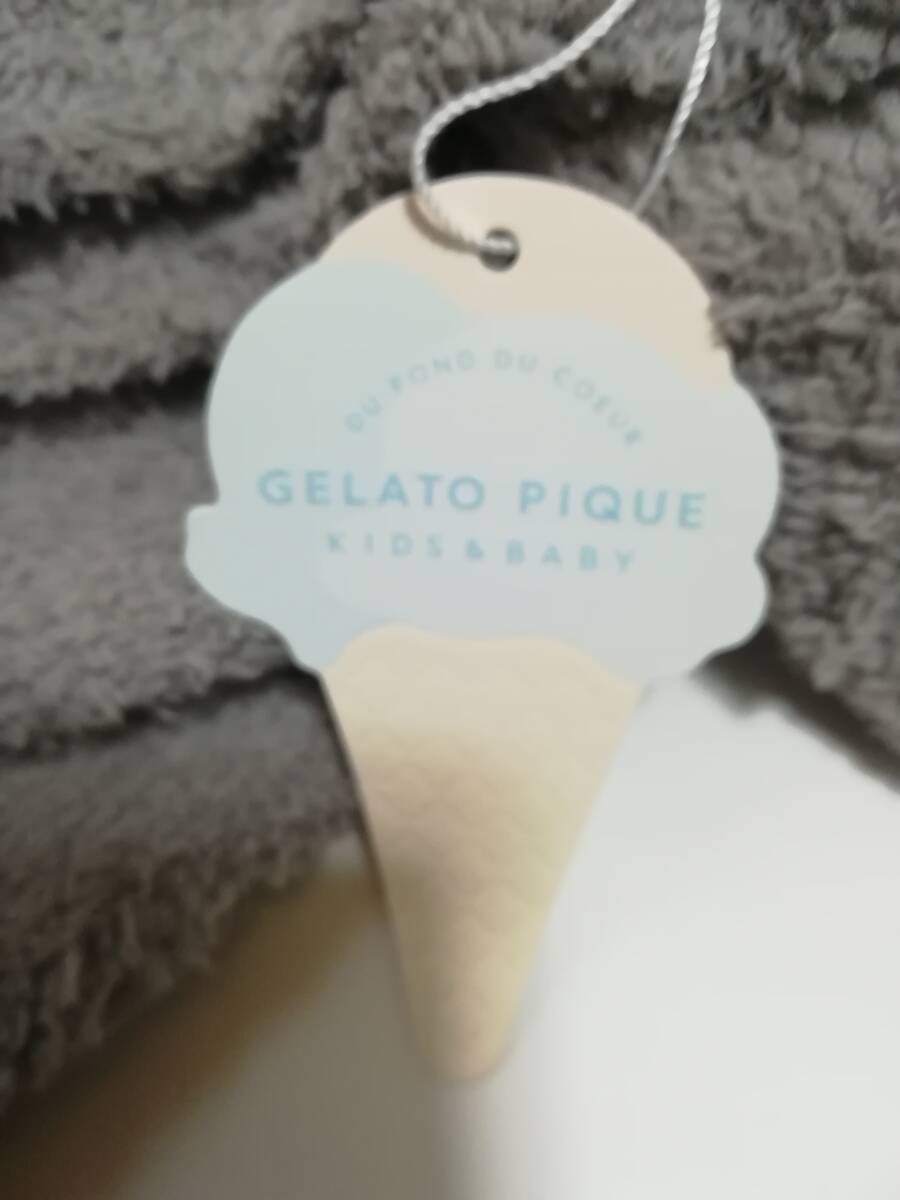 DU FOND DU COEUR
GELATO PIQUE
KIDS & BABY